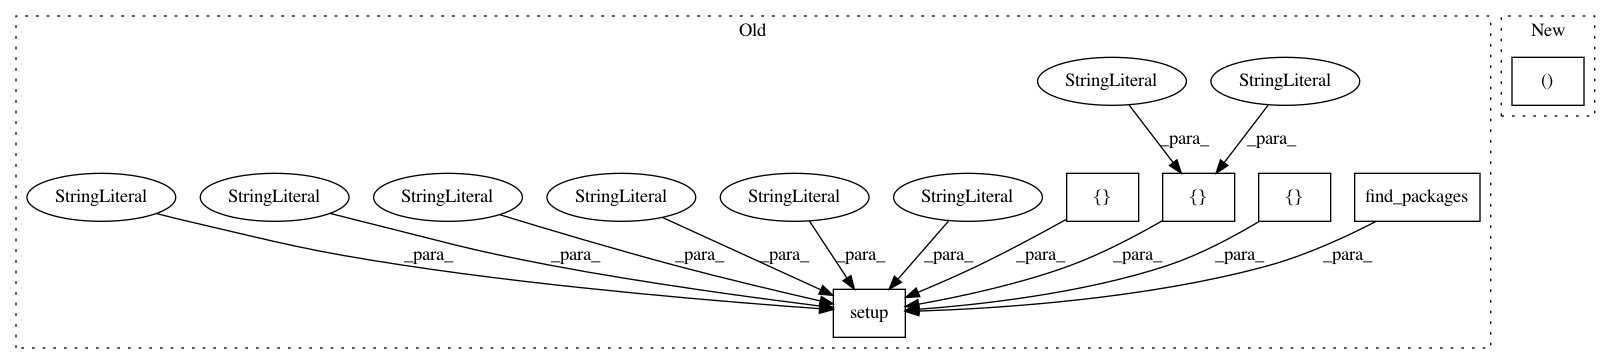 Old
New
StringLiteral
StringLiteral
()
_para_
_para_
StringLiteral
StringLiteral
StringLiteral
StringLiteral
StringLiteral
StringLiteral
{}
{}
{}
find_packages
_para_
_para_
_para_
_para_
_para_
_para_
_para_
_para_
_para_
_para_
setup